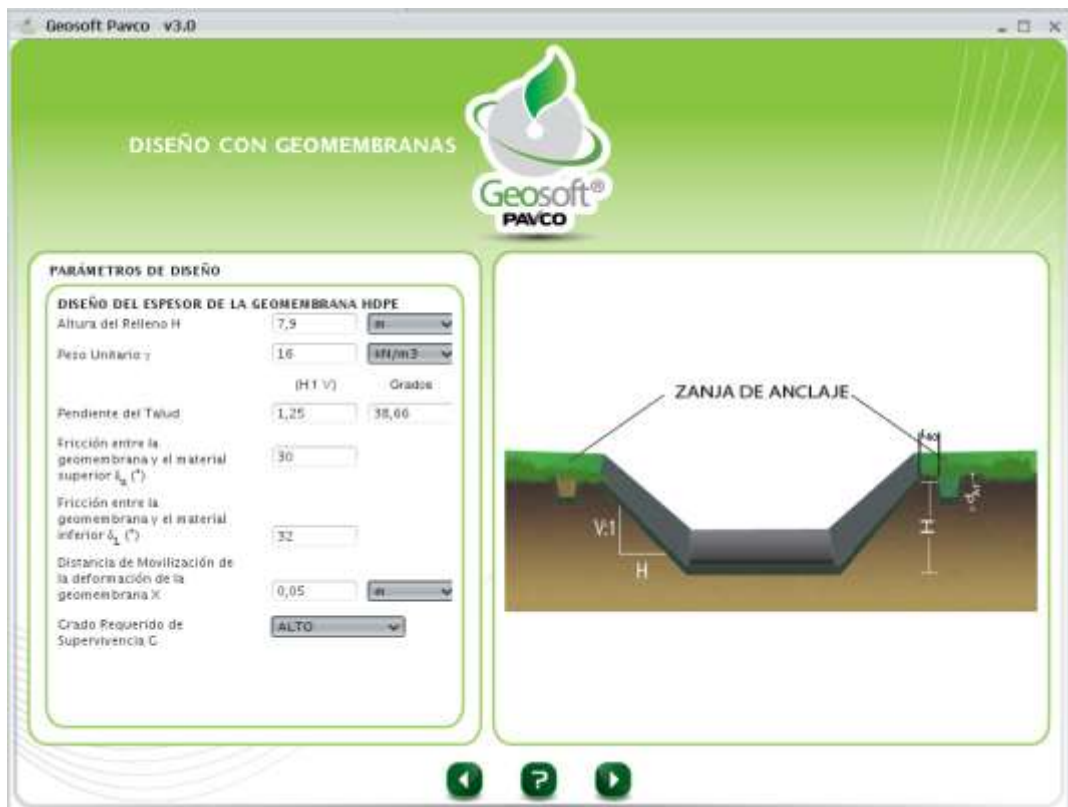 Geosoft Pavco v3.0
DISEÑO CON GEOMEMBRANAS
Geosoft®
PAVCO
PARÁMETROS DE DISEÑO
DISEÑO DEL ESPESOR DE LA GEOMEMBRANA HDPE
Altura del Relleno H 7,9 m
Peso Unitario γ 16 kN/m3
(H 1 V) Grados
Pendiente del Talud 1,25 38,66
Fricción entre la
geomembrana y el material
superior δu (°) 30
Fricción entre la
geomembrana y el material
inferior δL (°) 32
Distancia de Movilización de
la deformación de la
geomembrana X 0,05 m
Grado Requerido de
Supervivencia G ALTO
ZANJA DE ANCLAJE
V:1
H
H
?